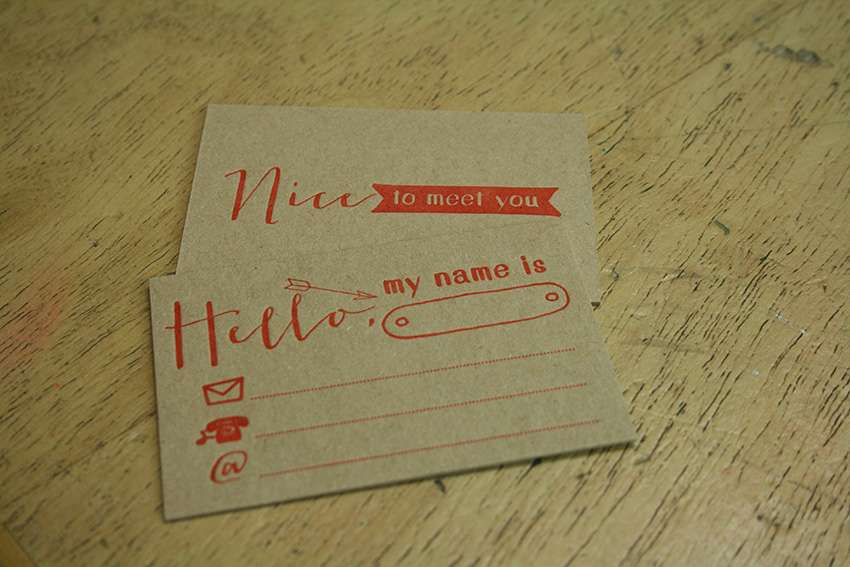 Nice to meet you
my name is
Hello,
@